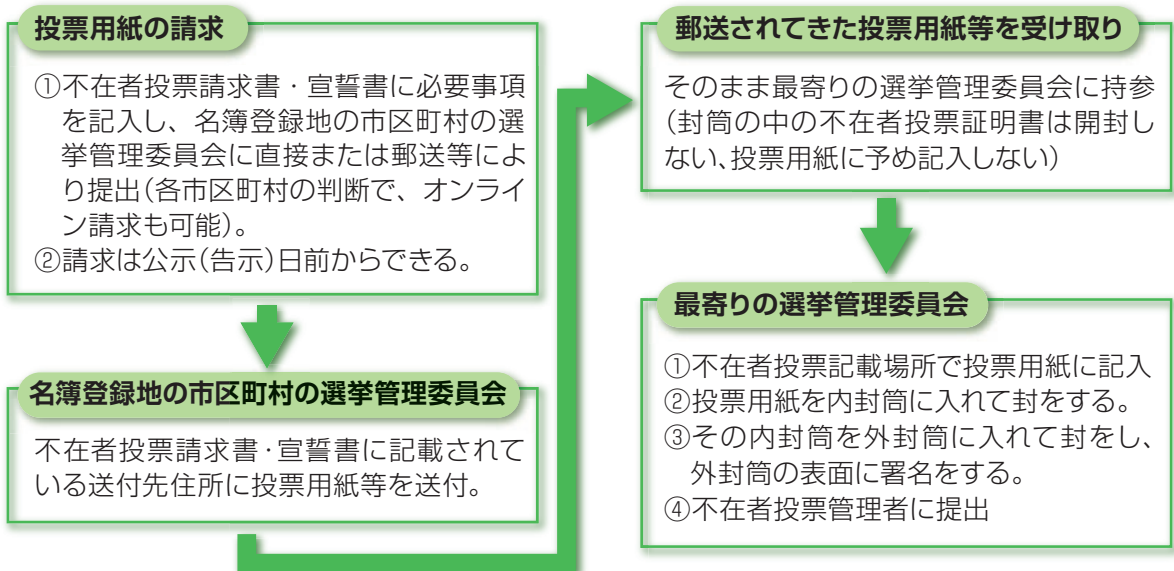 投票用紙の請求
①不在者投票請求書・宣誓書に必要事項
を記入し、名簿登録地の市区町村の選
挙管理委員会に直接または郵送等によ
り提出(各市区町村の判断で、オンライ
ン請求も可能)。
②請求は公示(告示)日前からできる。
名簿登録地の市区町村の選挙管理委員会
不在者投票請求書・宣誓書に記載されて
いる送付先住所に投票用紙等を送付。
郵送されてきた投票用紙等を受け取り
そのまま最寄りの選挙管理委員会に持参
(封筒の中の不在者投票証明書は開封し
ない、投票用紙に予め記入しない)
最寄りの選挙管理委員会
①不在者投票記載場所で投票用紙に記入
②投票用紙を内封筒に入れて封をする。
③その内封筒を外封筒に入れて封をし、
外封筒の表面に署名をする。
④不在者投票管理者に提出